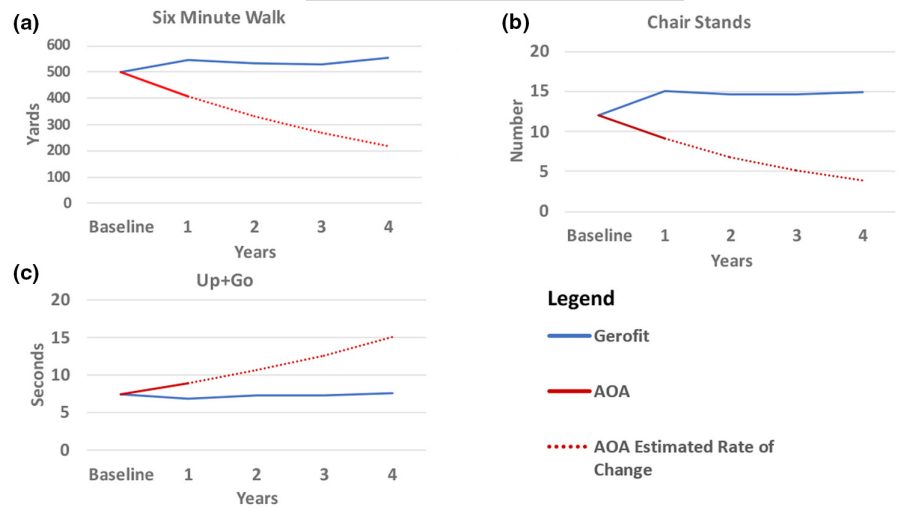 (a)
Six Minute Walk
600
500
400
300
200
100
0
Yards
Baseline 1 2 3 4
Years
(b)
Chair Stands
20
15
10
5
0
Number
Baseline 1 2 3 4
Years
(c)
Up+Go
20
15
10
5
0
Seconds
Baseline 1 2 3 4
Years
Legend
Gerofit
AOA
AOA Estimated Rate of
Change